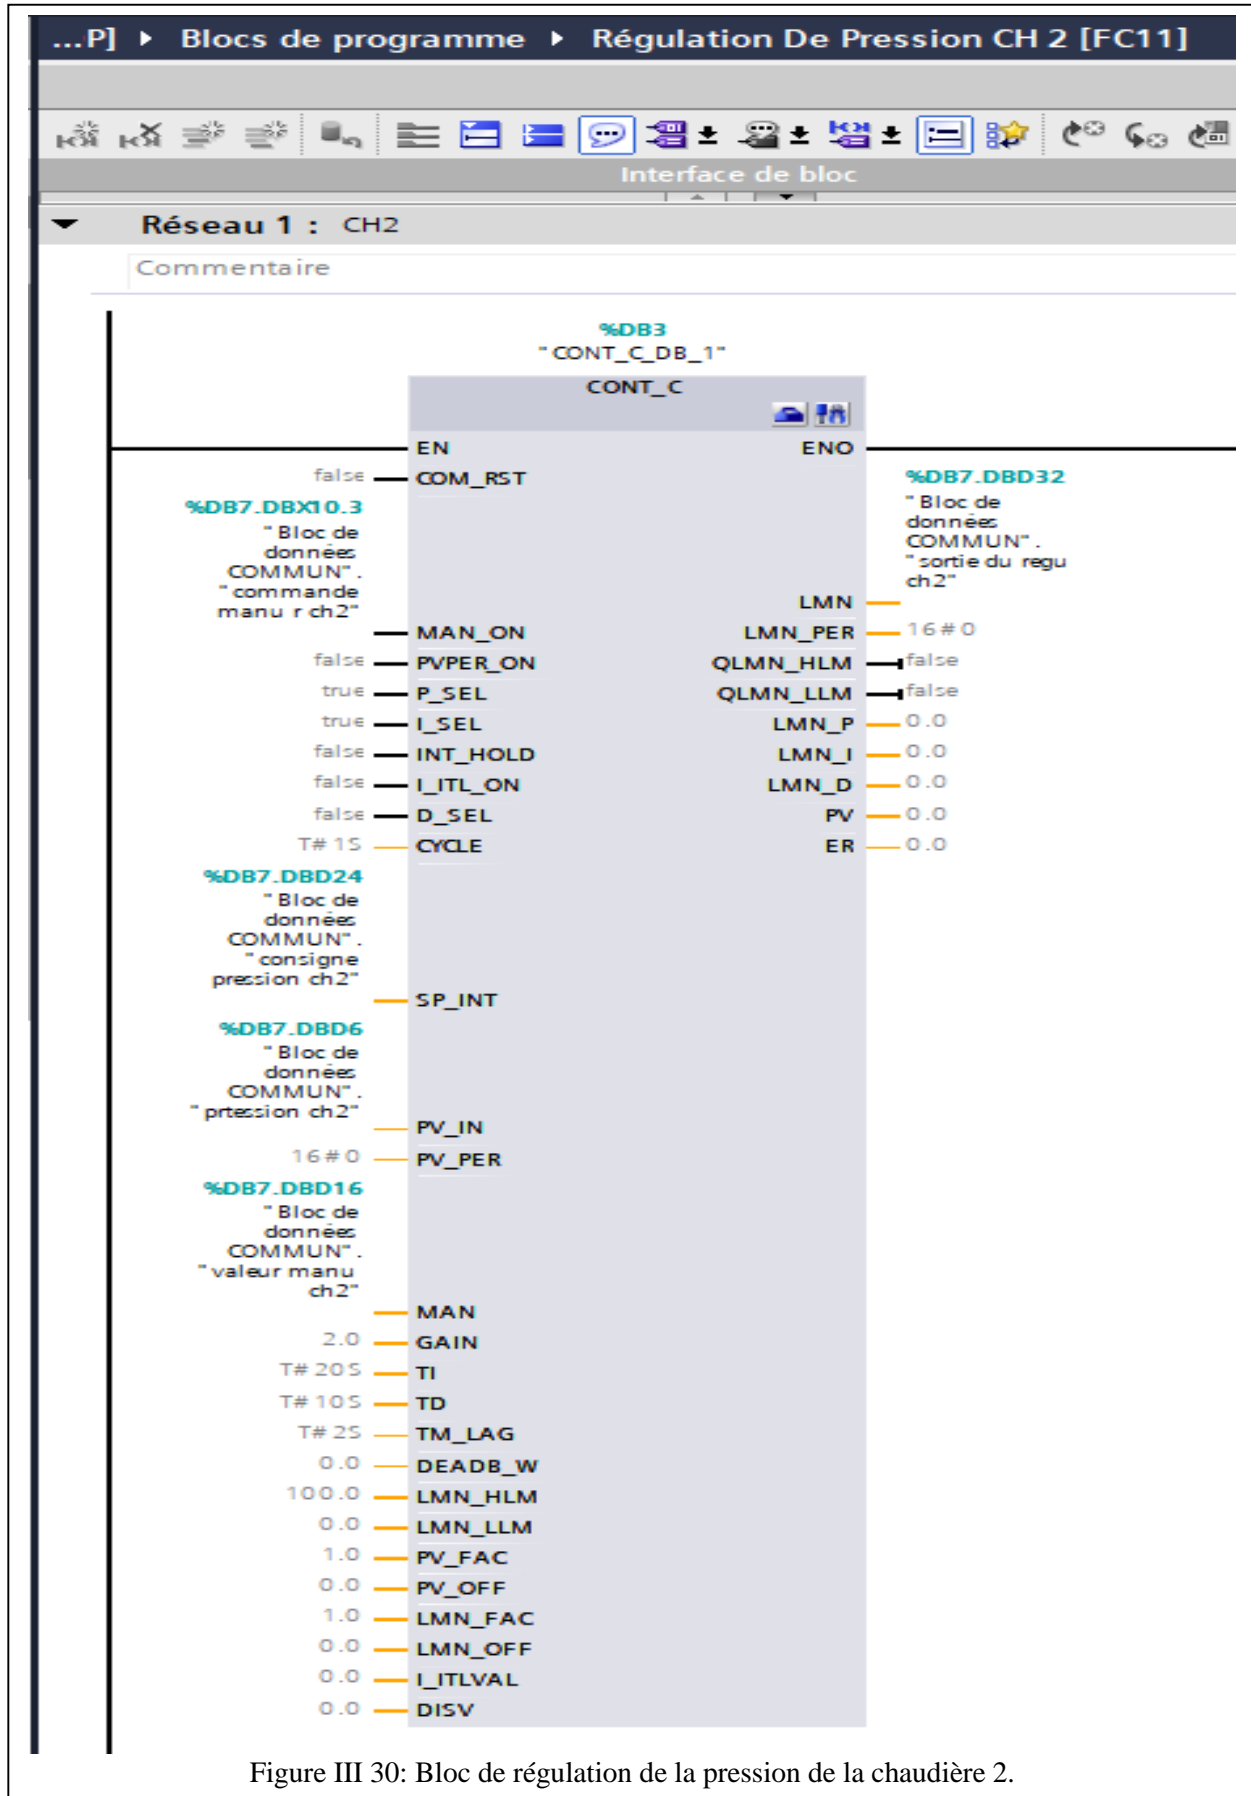 ...P] ▶ Blocs de programme ▶ Régulation De Pression CH 2 [FC11]
Interface de bloc
Réseau 1 : CH2
Commentaire
%DB3
"CONT_C_DB_1"
CONT_C
EN ENO
false COM_RST
%DB7.DBD32
"Bloc de
données
COMMUN".
"sortie du regu
ch2"
LMN
%DB7.DBX10.3
"Bloc de
données
COMMUN".
"commande
manu r ch2"
MAN_ON LMN_PER 16#0
false PVPER_ON QLMN_HLM false
true P_SEL QLMN_LLM false
true I_SEL LMN_P 0.0
false INT_HOLD LMN_I 0.0
false I_ITL_ON LMN_D 0.0
false D_SEL PV 0.0
T#1S CYCLE ER 0.0
%DB7.DBD24
"Bloc de
données
COMMUN".
"consigne
pression ch2"
SP_INT
%DB7.DBD6
"Bloc de
données
COMMUN".
"prtession ch2"
PV_IN
16#0 PV_PER
%DB7.DBD16
"Bloc de
données
COMMUN".
"valeur manu
ch2"
MAN
2.0 GAIN
T#20S TI
T#10S TD
T#2S TM_LAG
0.0 DEADB_W
100.0 LMN_HLM
0.0 LMN_LLM
1.0 PV_FAC
0.0 PV_OFF
1.0 LMN_FAC
0.0 LMN_OFF
0.0 I_ITLVAL
0.0 DISV
Figure III 30: Bloc de régulation de la pression de la chaudière 2.